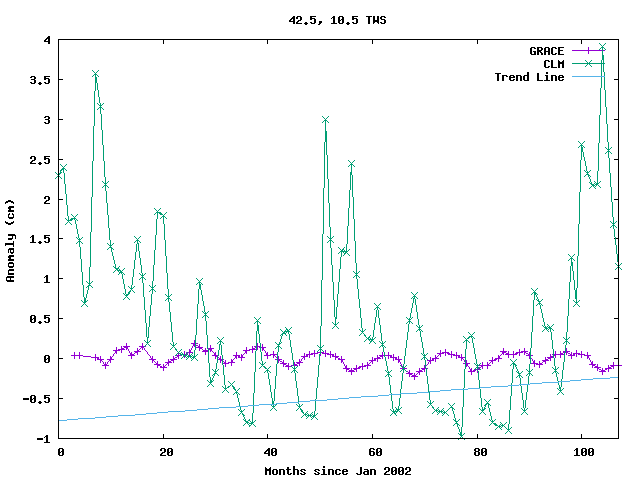 42.5, 10.5 TWS
GRACE
CLM
Trend Line
4
3.5
3
2.5
2
1.5
1
0.5
0
-0.5
-1
Anomaly (cm)
0 20 40 60 80 100
Months since Jan 2002